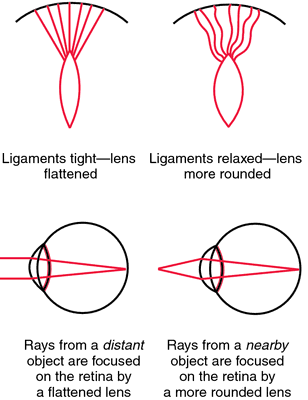 Ligaments tight—lens
flattened
Ligaments relaxed—lens
more rounded
Rays from a distant
object are focused
on the retina by
a flattened lens
Rays from a nearby
object are focused
on the retina by
a more rounded lens